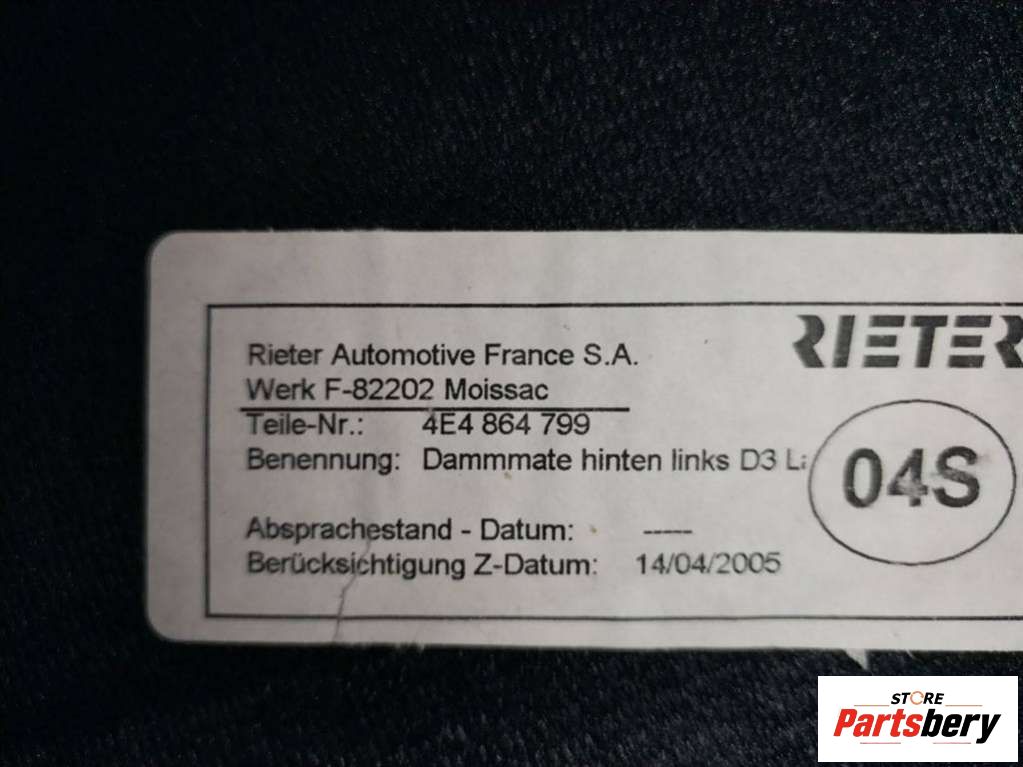 RIETER
Rieter Automotive France S.A.
Werk F-82202 Moissac
Teile-Nr.: 4E4 864 799
Benennung: Dammmate hinten links D3
04S
Absprachestand - Datum: -----
Berücksichtigung Z-Datum: 14/04/2005
STORE
Partsbery